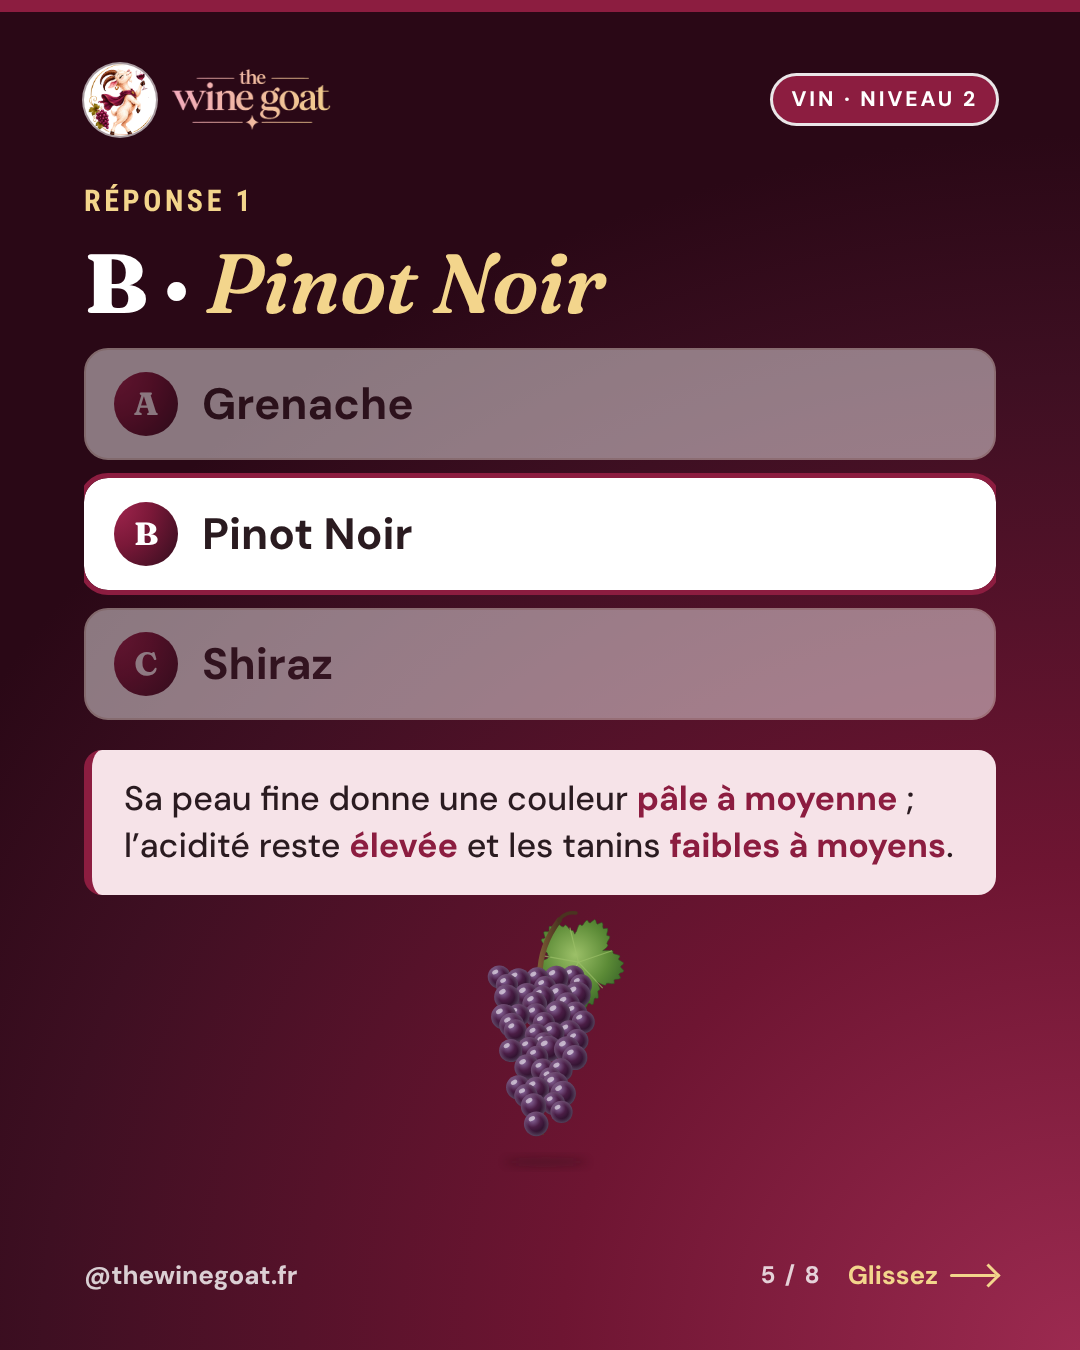 the
wine goat
VIN · NIVEAU 2
RÉPONSE 1
B · Pinot Noir
A Grenache
B Pinot Noir
C Shiraz
Sa peau fine donne une couleur pâle à moyenne ;
l’acidité reste élevée et les tanins faibles à moyens.
@thewinegoat.fr
5 / 8 Glissez